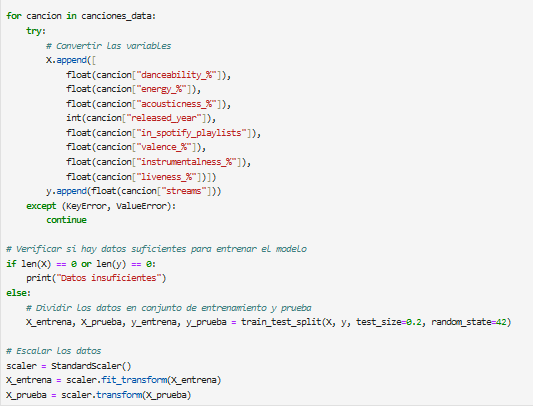 for cancion in canciones_data:
    try:
        # Convertir las variables
        X.append([
            float(cancion["danceability_%"]),
            float(cancion["energy_%"]),
            float(cancion["acousticness_%"]),
            int(cancion["released_year"]),
            float(cancion["in_spotify_playlists"]),
            float(cancion["valence_%"]),
            float(cancion["instrumentalness_%"]),
            float(cancion["liveness_%"])])
        y.append(float(cancion["streams"]))
    except (KeyError, ValueError):
        continue

# Verificar si hay datos suficientes para entrenar el modelo
if len(X) == 0 or len(y) == 0:
    print("Datos insuficientes")
else:
    # Dividir los datos en conjunto de entrenamiento y prueba
    X_entrena, X_prueba, y_entrena, y_prueba = train_test_split(X, y, test_size=0.2, random_state=42)

# Escalar los datos
scaler = StandardScaler()
X_entrena = scaler.fit_transform(X_entrena)
X_prueba = scaler.transform(X_prueba)